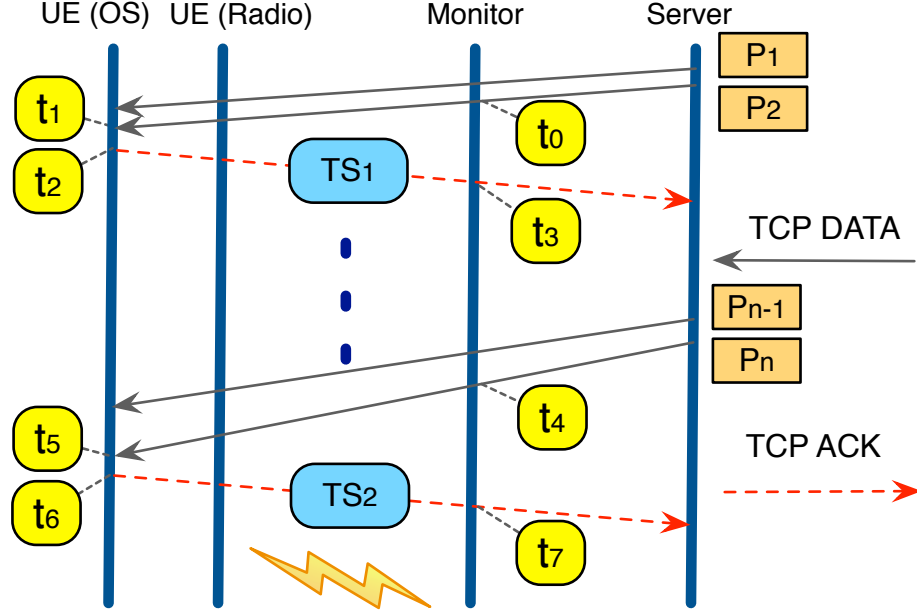 UE (OS) UE (Radio) Monitor Server
P1
t1
P2
t0
t2
TS1
t3
TCP DATA
Pn-1
Pn
t4
t5
TCP ACK
TS2
t6
t7